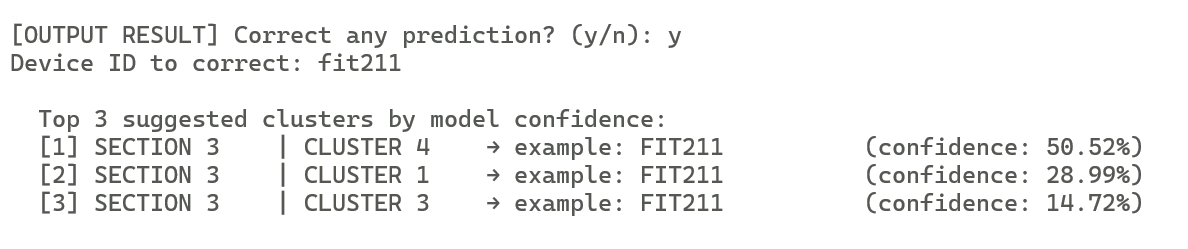 [OUTPUT RESULT] Correct any prediction? (y/n): y
Device ID to correct: fit211
Top 3 suggested clusters by model confidence:
[1] SECTION 3    | CLUSTER 4    → example: FIT211          (confidence: 50.52%)
[2] SECTION 3    | CLUSTER 1    → example: FIT211          (confidence: 28.99%)
[3] SECTION 3    | CLUSTER 3    → example: FIT211          (confidence: 14.72%)